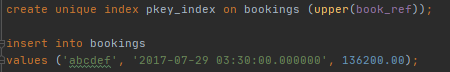 create unique index pkey_index on bookings (upper(book_ref));
insert into bookings
values ('abcdef', '2017-07-29 03:30:00.000000', 136200.00);